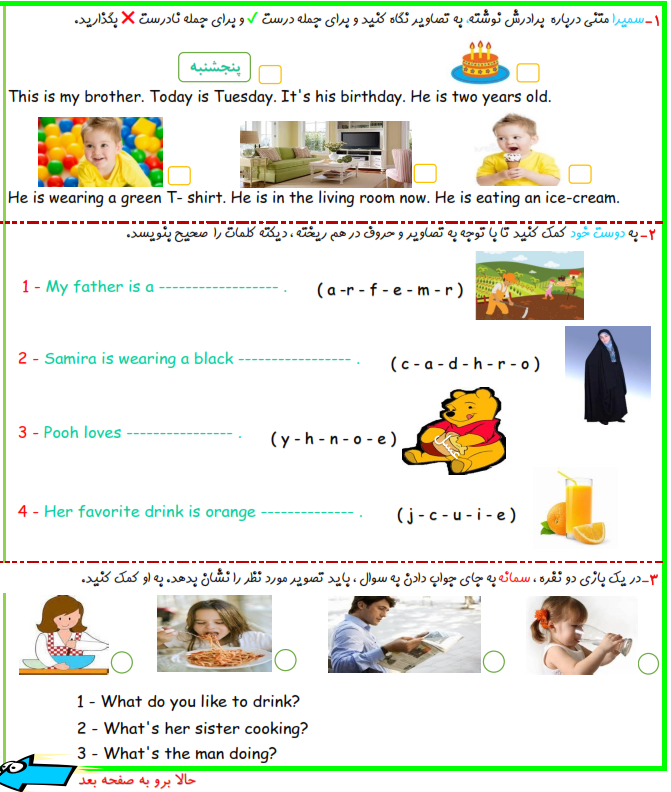 ۱- سمیرا متنی درباره برادرش نوشته، به تصاویر نگاه کنید و برای جمله درست ✓ و برای جمله نادرست ❌ بگذارید.
پنجشنبه
This is my brother. Today is Tuesday. It's his birthday. He is two years old.
He is wearing a green T- shirt. He is in the living room now. He is eating an ice-cream.
۲- به دوست خود کمک کنید تا با توجه به تصاویر و حروف در هم ریخته ، دیکته کلمات را صحیح بنویسد.
1 - My father is a ----------------- . ( a -r - f - e - m - r )
2 - Samira is wearing a black ---------------- . ( c - a - d - h - r - o )
3 - Pooh loves --------------- . ( y - h - n - o - e )
عسل
4 - Her favorite drink is orange -------------- . ( j - c - u - i - e )
۳- در یک بازی دو نفره ، سمانه به جای جواب دادن به سوال ، باید تصویر مورد نظر را نشان بدهد. به او کمک کنید.
1 - What do you like to drink?
2 - What's her sister cooking?
3 - What's the man doing?
حالا برو به صفحه بعد